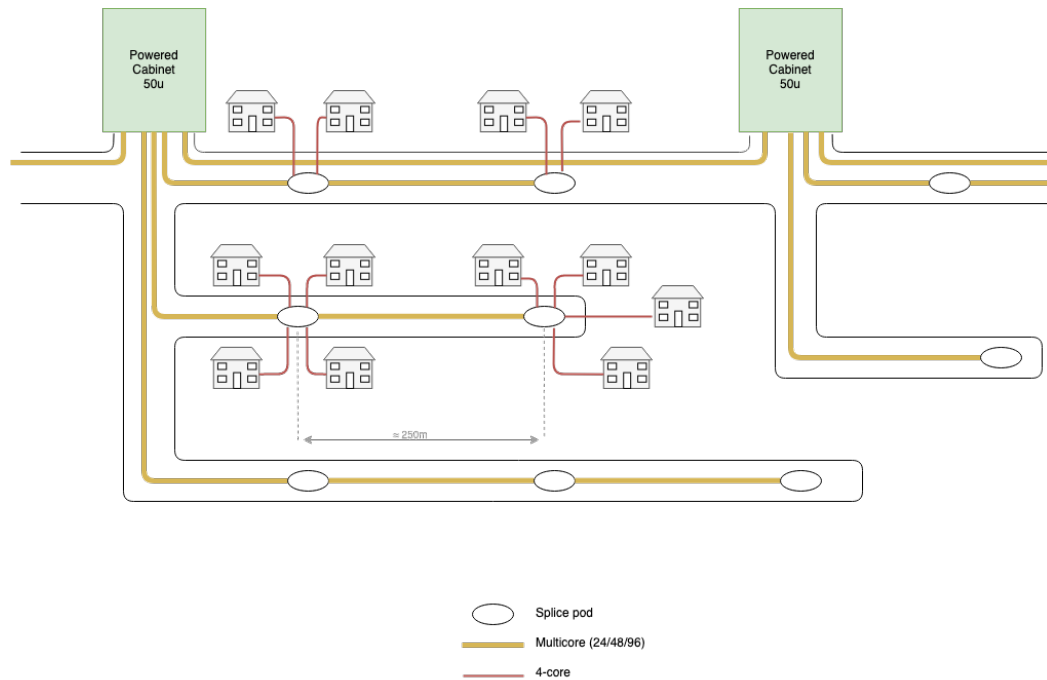 Powered
Cabinet
50u
Powered
Cabinet
50u
≈ 250m
Splice pod
Multicore (24/48/96)
4-core